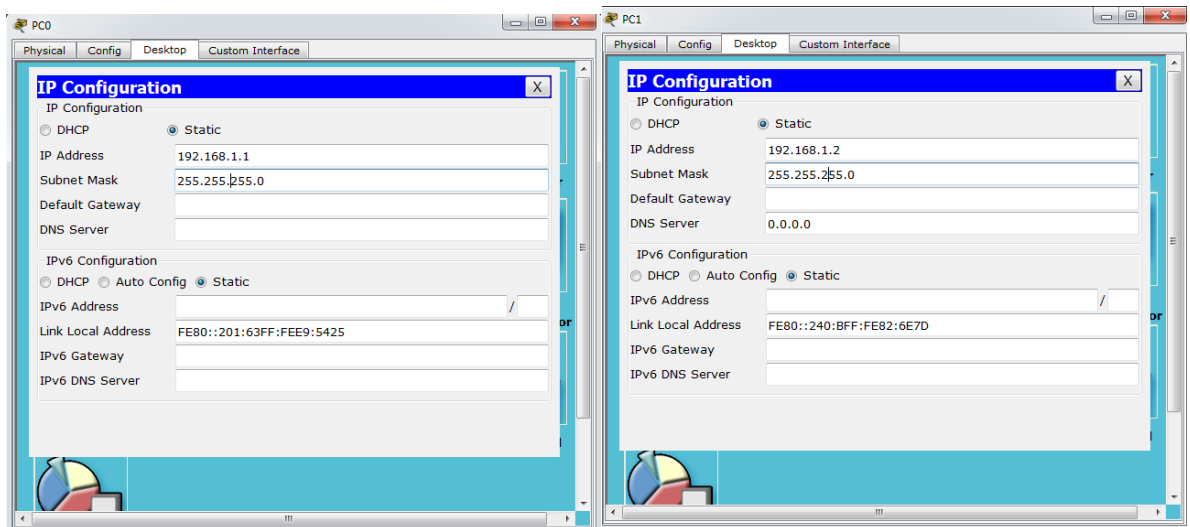 PC0
Physical Config Desktop Custom Interface
IP Configuration X
IP Configuration
DHCP Static
IP Address 192.168.1.1
Subnet Mask 255.255.255.0
Default Gateway
DNS Server
IPv6 Configuration
DHCP Auto Config Static
IPv6 Address /
Link Local Address FE80::201:63FF:FEE9:5425
IPv6 Gateway
IPv6 DNS Server
or
PC1
Physical Config Desktop Custom Interface
IP Configuration X
IP Configuration
DHCP Static
IP Address 192.168.1.2
Subnet Mask 255.255.255.0
Default Gateway
DNS Server 0.0.0.0
IPv6 Configuration
DHCP Auto Config Static
IPv6 Address /
Link Local Address FE80::240:BFF:FE82:6E7D
IPv6 Gateway
IPv6 DNS Server
or